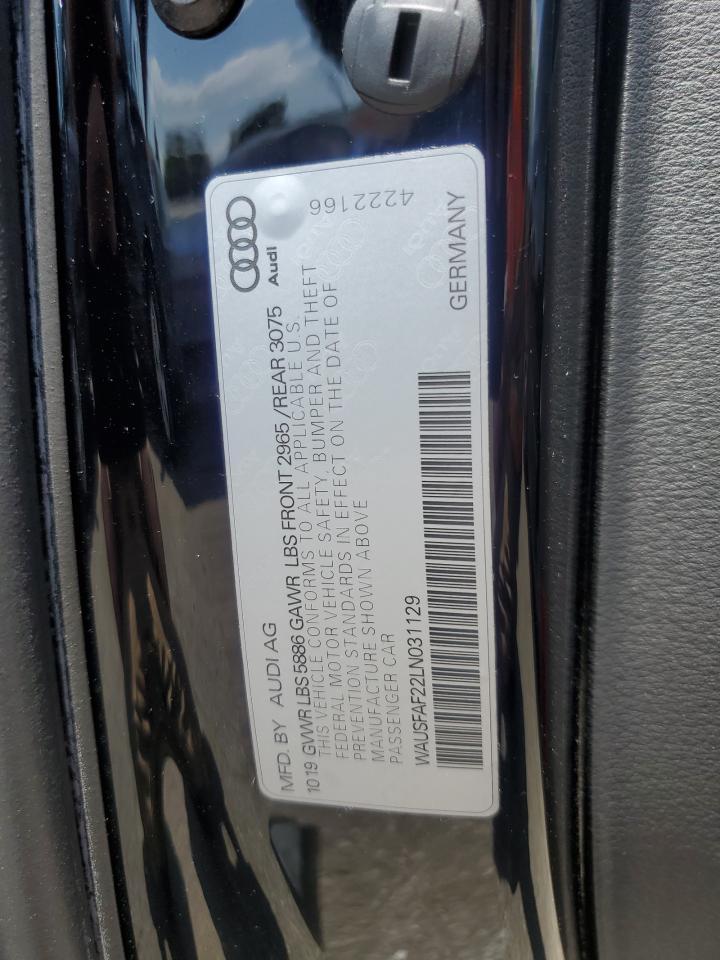 MFD. BY AUDI AG
Audi
10 19 GVWR LBS 5886 GAWR LBS FRONT 2965 / REAR 3075
THIS VEHICLE CONFORMS TO ALL APPLICABLE U.S.
FEDERAL MOTOR VEHICLE SAFETY, BUMPER AND THEFT
PREVENTION STANDARDS IN EFFECT ON THE DATE OF
MANUFACTURE SHOWN ABOVE
PASSENGER CAR
4222166
WAUSFAF22LN031129
GERMANY